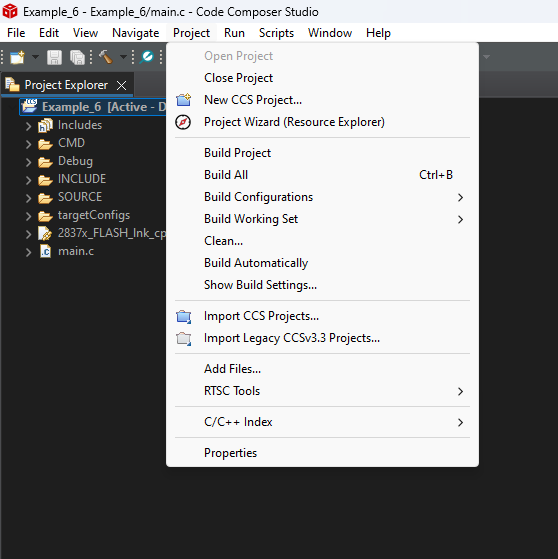 Example_6 - Example_6/main.c - Code Composer Studio
File Edit View Navigate Project Run Scripts Window Help
Project Explorer
Example_6 [Active - D
Includes
CMD
Debug
INCLUDE
SOURCE
targetConfigs
2837x_FLASH_lnk_cp
main.c
Open Project
Close Project
New CCS Project...
Project Wizard (Resource Explorer)
Build Project
Build All Ctrl+B
Build Configurations
Build Working Set
Clean...
Build Automatically
Show Build Settings...
Import CCS Projects...
Import Legacy CCSv3.3 Projects...
Add Files...
RTSC Tools
C/C++ Index
Properties